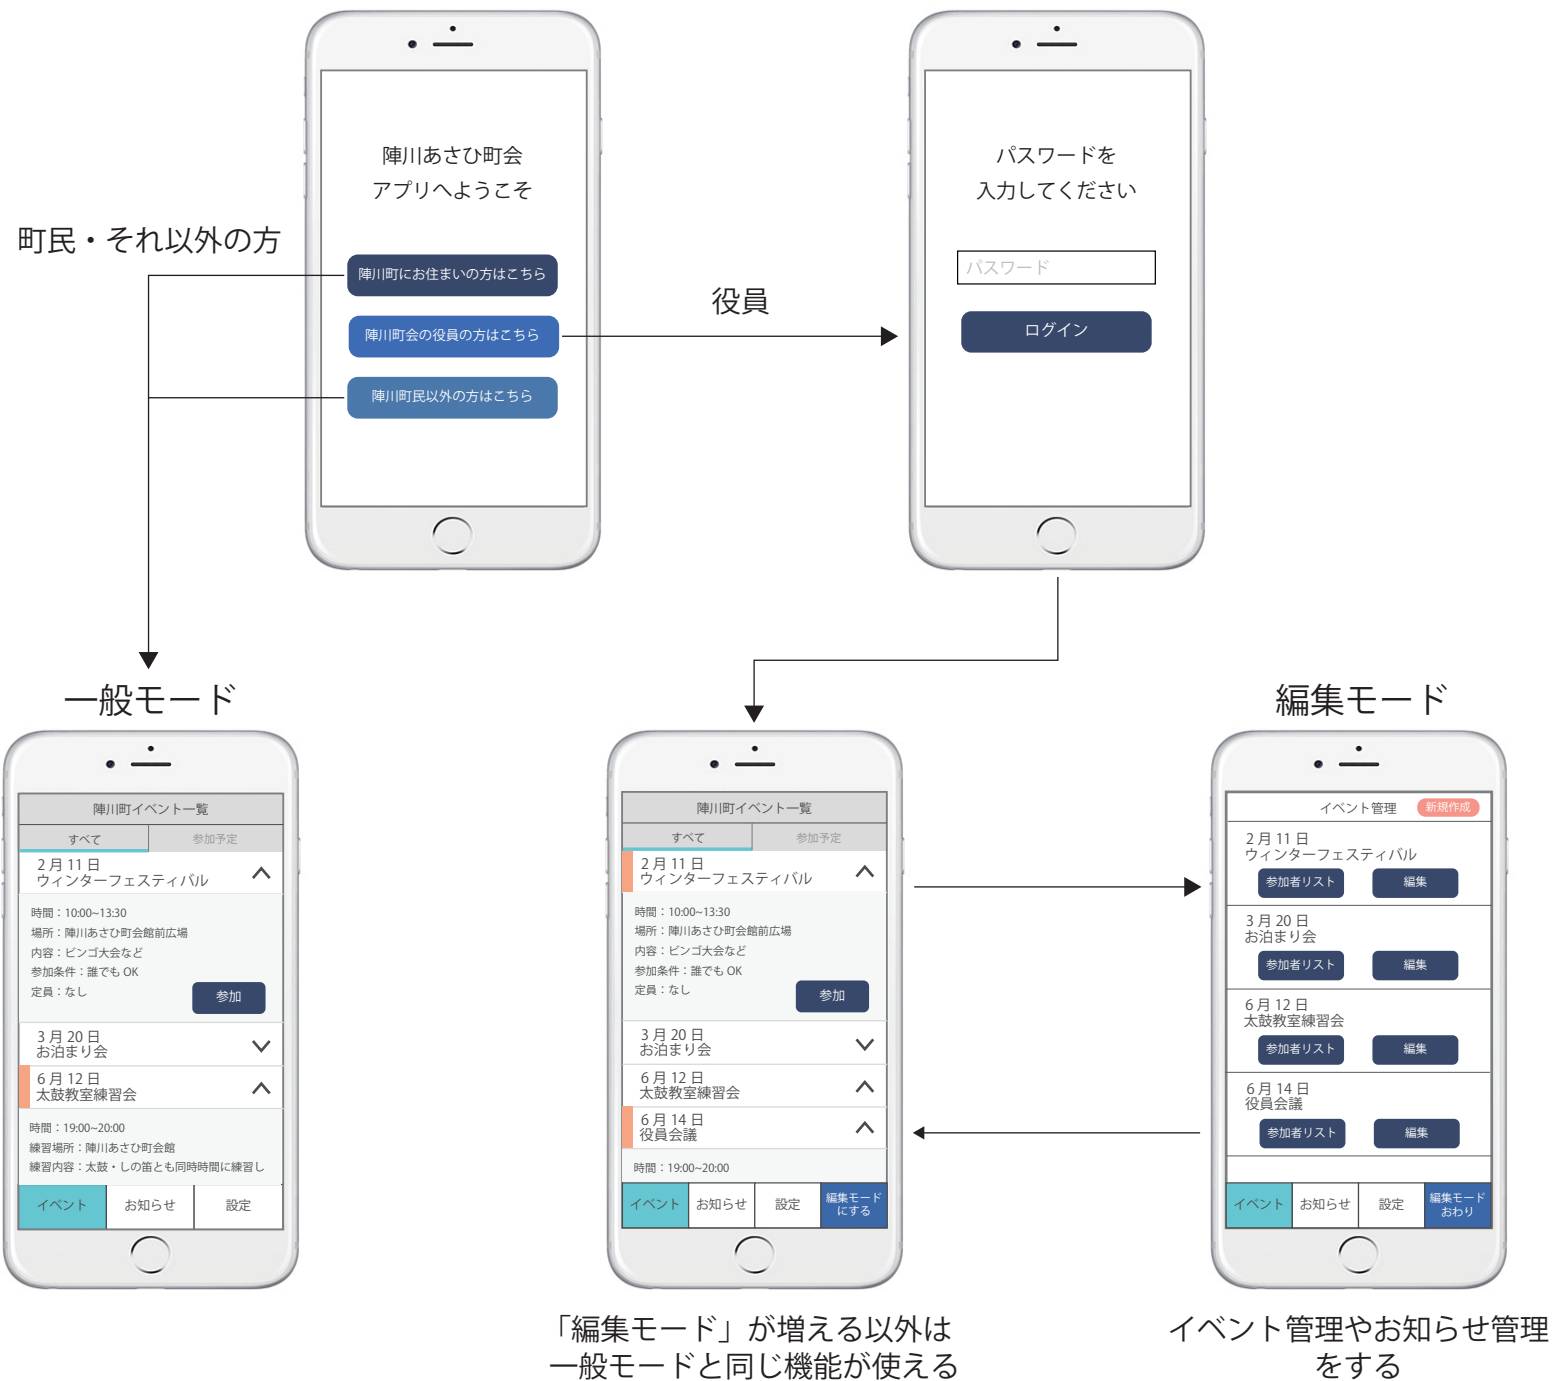 陣川あさひ町会
アプリへようこそ
陣川町にお住まいの方はこちら
陣川町会の役員の方はこちら
陣川町民以外の方はこちら
町民・それ以外の方
役員
パスワードを
入力してください
パスワード
ログイン
一般モード
陣川町イベント一覧
すべて
参加予定
2月11日
ウィンターフェスティバル
時間：10:00~13:30
場所：陣川あさひ町会館前広場
内容：ビンゴ大会など
参加条件：誰でも OK
定員：なし
参加
3月20日
お泊まり会
6月12日
太鼓教室練習会
時間：19:00~20:00
練習場所：陣川あさひ町会館
練習内容：太鼓・しの笛とも同時時間に練習し
イベント
お知らせ
設定
陣川町イベント一覧
すべて
参加予定
2月11日
ウィンターフェスティバル
時間：10:00~13:30
場所：陣川あさひ町会館前広場
内容：ビンゴ大会など
参加条件：誰でも OK
定員：なし
参加
3月20日
お泊まり会
6月12日
太鼓教室練習会
6月14日
役員会議
時間：19:00~20:00
イベント
お知らせ
設定
編集モード
にする
「編集モード」が増える以外は
一般モードと同じ機能が使える
編集モード
イベント管理
新規作成
2月11日
ウィンターフェスティバル
参加者リスト
編集
3月20日
お泊まり会
参加者リスト
編集
6月12日
太鼓教室練習会
参加者リスト
編集
6月14日
役員会議
参加者リスト
編集
イベント
お知らせ
設定
編集モード
おわり
イベント管理やお知らせ管理
をする